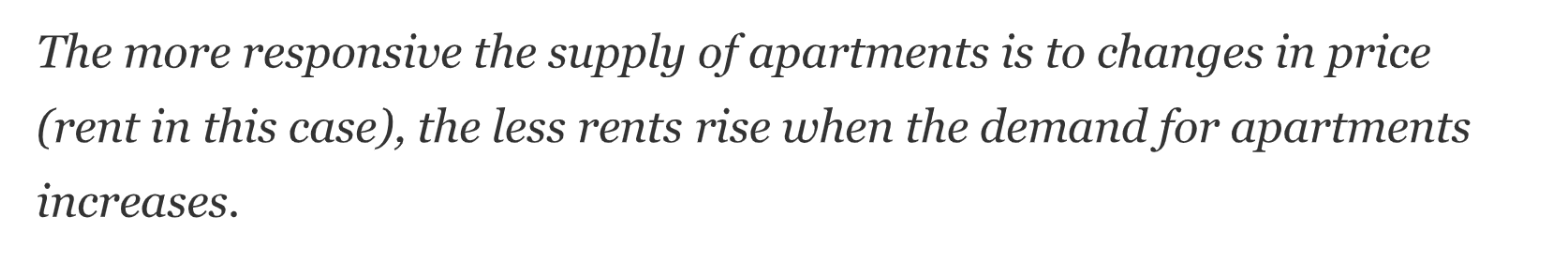 The more responsive the supply of apartments is to changes in price
(rent in this case), the less rents rise when the demand for apartments
increases.